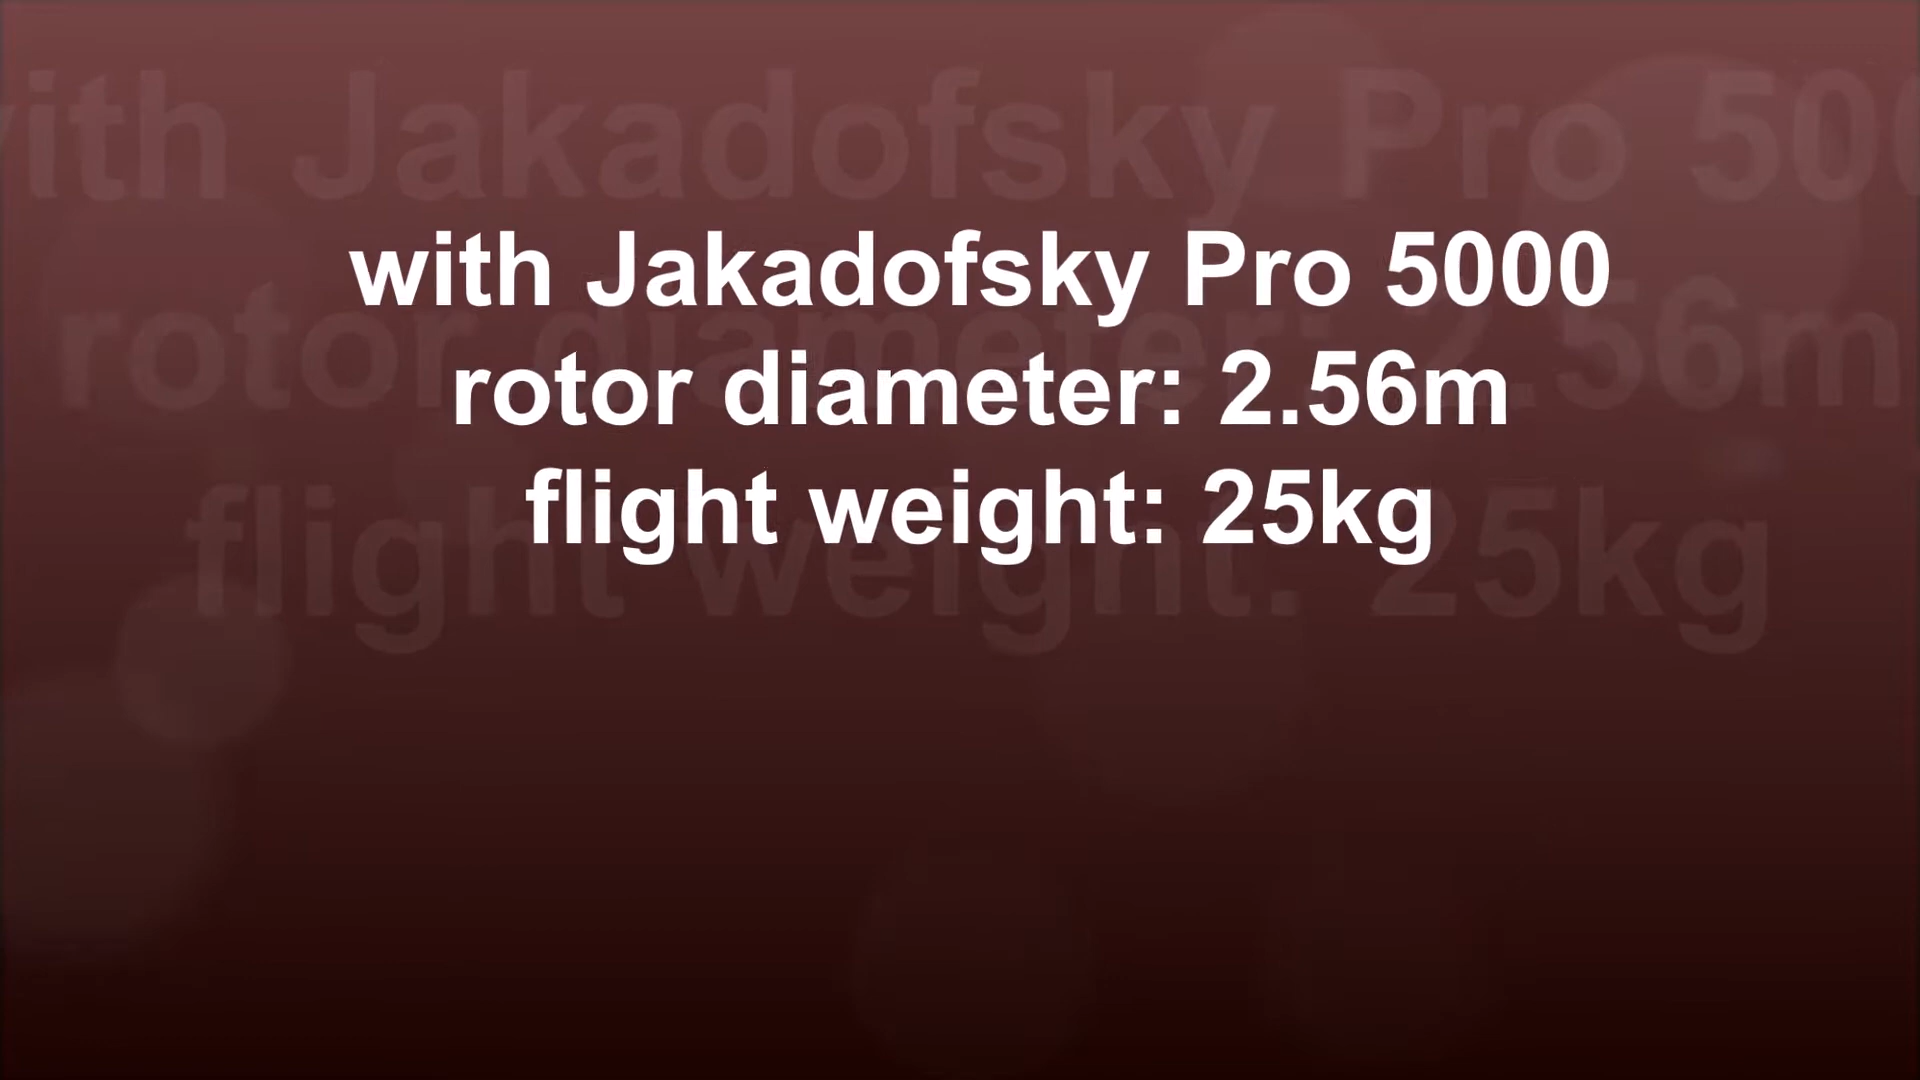 with Jakadofsky Pro 5000
rotor diameter: 2.56m
flight weight: 25kg